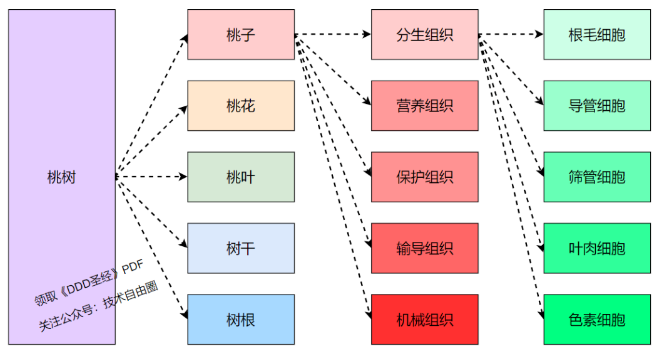 桃树
领取《DDD圣经》PDF
关注公众号：技术自由圈
桃子
桃花
桃叶
树干
树根
分生组织
营养组织
保护组织
输导组织
机械组织
根毛细胞
导管细胞
筛管细胞
叶肉细胞
色素细胞